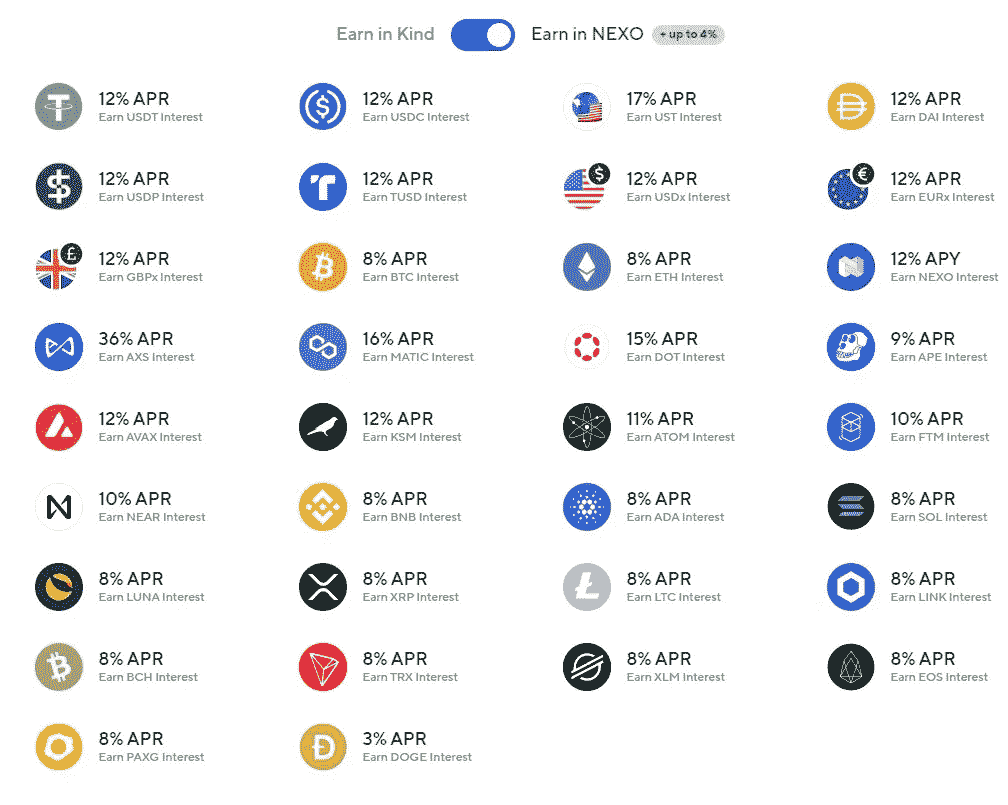 Earn in Kind
Earn in NEXO
+ up to 4%
12% APR
Earn USDT Interest
12% APR
Earn USDC Interest
17% APR
Earn UST Interest
12% APR
Earn DAI Interest
12% APR
Earn USDP Interest
12% APR
Earn TUSD Interest
12% APR
Earn USDx Interest
12% APR
Earn EURx Interest
12% APR
Earn GBPx Interest
8% APR
Earn BTC Interest
8% APR
Earn ETH Interest
12% APY
Earn NEXO Interest
36% APR
Earn AXS Interest
16% APR
Earn MATIC Interest
15% APR
Earn DOT Interest
9% APR
Earn APE Interest
12% APR
Earn AVAX Interest
12% APR
Earn KSM Interest
11% APR
Earn ATOM Interest
10% APR
Earn FTM Interest
10% APR
Earn NEAR Interest
8% APR
Earn BNB Interest
8% APR
Earn ADA Interest
8% APR
Earn SOL Interest
8% APR
Earn LUNA Interest
8% APR
Earn XRP Interest
8% APR
Earn LTC Interest
8% APR
Earn LINK Interest
8% APR
Earn BCH Interest
8% APR
Earn TRX Interest
8% APR
Earn XLM Interest
8% APR
Earn EOS Interest
8% APR
Earn PAXG Interest
3% APR
Earn DOGE Interest